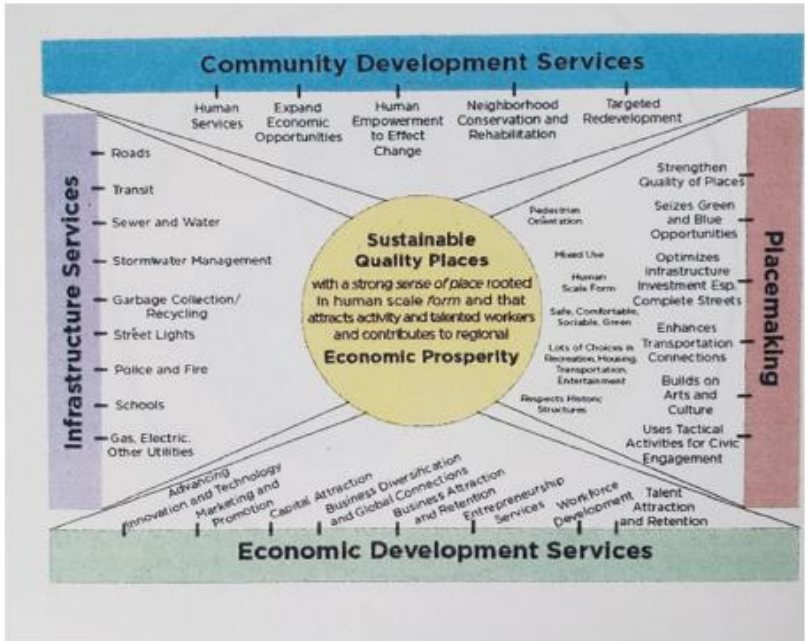 Community Development Services
Human
Services
Expand
Economic
Opportunities
Human
Empowerment
to Effect
Change
Neighborhood
Conservation and
Rehabilitation
Targeted
Redevelopment
Infrastructure Services
Roads
Transit
Sewer and Water
Stormwater Management
Garbage Collection/
Recycling
Street Lights
Police and Fire
Schools
Gas, Electric,
Other Utilities
Sustainable
Quality Places
with a strong sense of place rooted
in human scale form and that
attracts activity and talented workers
and contributes to regional
Economic Prosperity
Pedestrian
Orientation
Mixed Use
Human
Scale Form
Safe, Comfortable,
Sociable, Green
Lots of Choices in
Recreation, Housing,
Transportation,
Entertainment
Respects Historic
Structures
Strengthen
Quality of Places
Seizes Green
and Blue
Opportunities
Optimizes
Infrastructure
Investment Esp.
Complete Streets
Enhances
Transportation
Connections
Builds on
Arts and
Culture
Uses Tactical
Activities for Civic
Engagement
Placemaking
Advancing
Innovation and Technology
Marketing and
Promotion
Capital Attraction
Business Diversification
and Global Connections
Business Attraction
and Retention
Entrepreneurship
Services
Workforce
Development
Talent
Attraction
and Retention
Economic Development Services